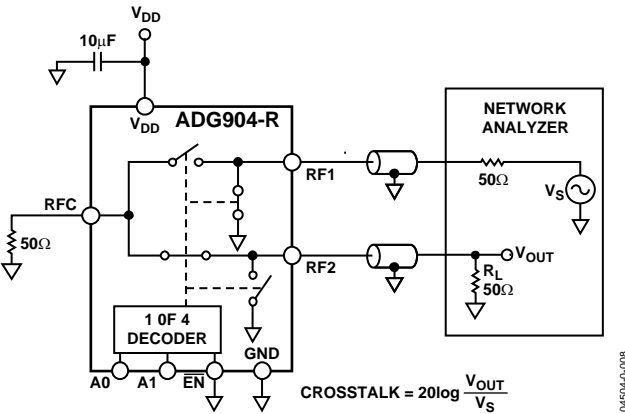 VDD
10μF
VDD
ADG904-R
NETWORK
ANALYZER
RF1
50Ω
VS
RFC
50Ω
RF2
VOUT
RL
50Ω
1 0F 4
DECODER
GND
A0
A1
EN
CROSSTALK = 20log VOUT
VS
04504-0-008